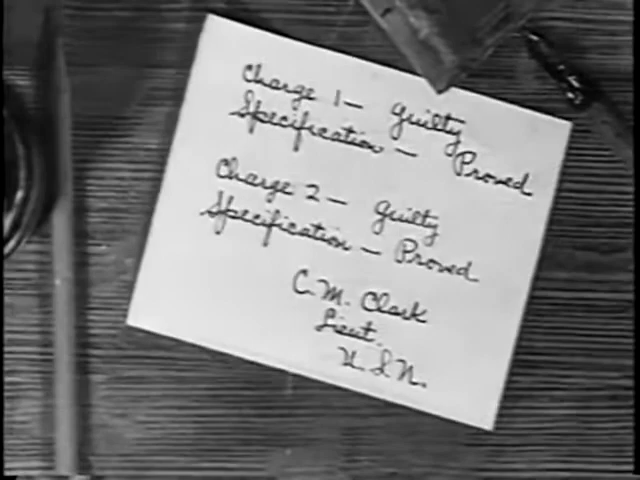 Charge 1 — Guilty
Specification — Proved
Charge 2 — Guilty
Specification — Proved
C. M. Clark
Lieut.
U. S. N.